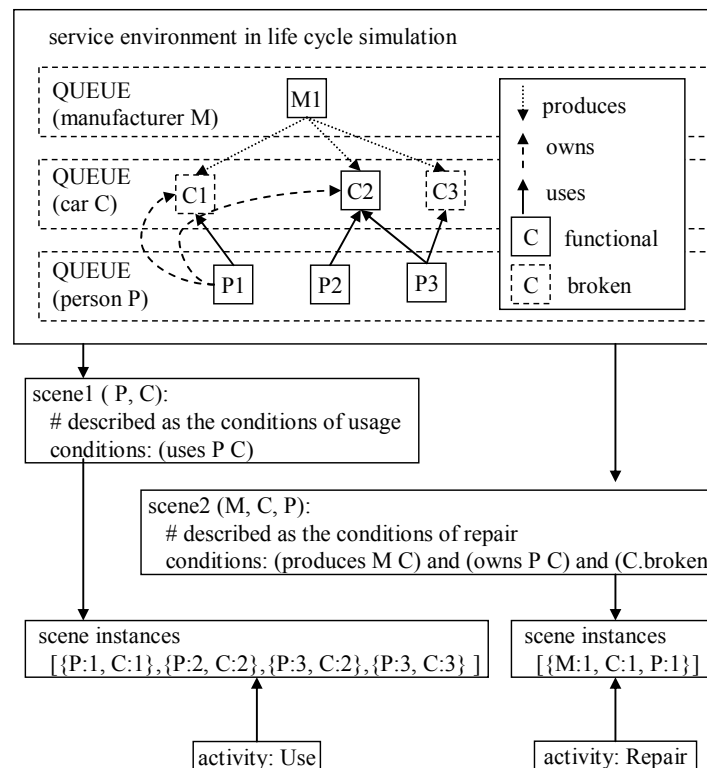 service environment in life cycle simulation
QUEUE
(manufacturer M)
M1
produces
owns
uses
C functional
C broken
QUEUE
(car C)
C1
C2
C3
QUEUE
(person P)
P1
P2
P3
scene1 ( P, C):
# described as the conditions of usage
conditions: (uses P C)
scene2 (M, C, P):
# described as the conditions of repair
conditions: (produces M C) and (owns P C) and (C.broken
scene instances
[{P:1, C:1},{P:2, C:2},{P:3, C:2},{P:3, C:3} ]
scene instances
[{M:1, C:1, P:1}]
activity: Use
activity: Repair